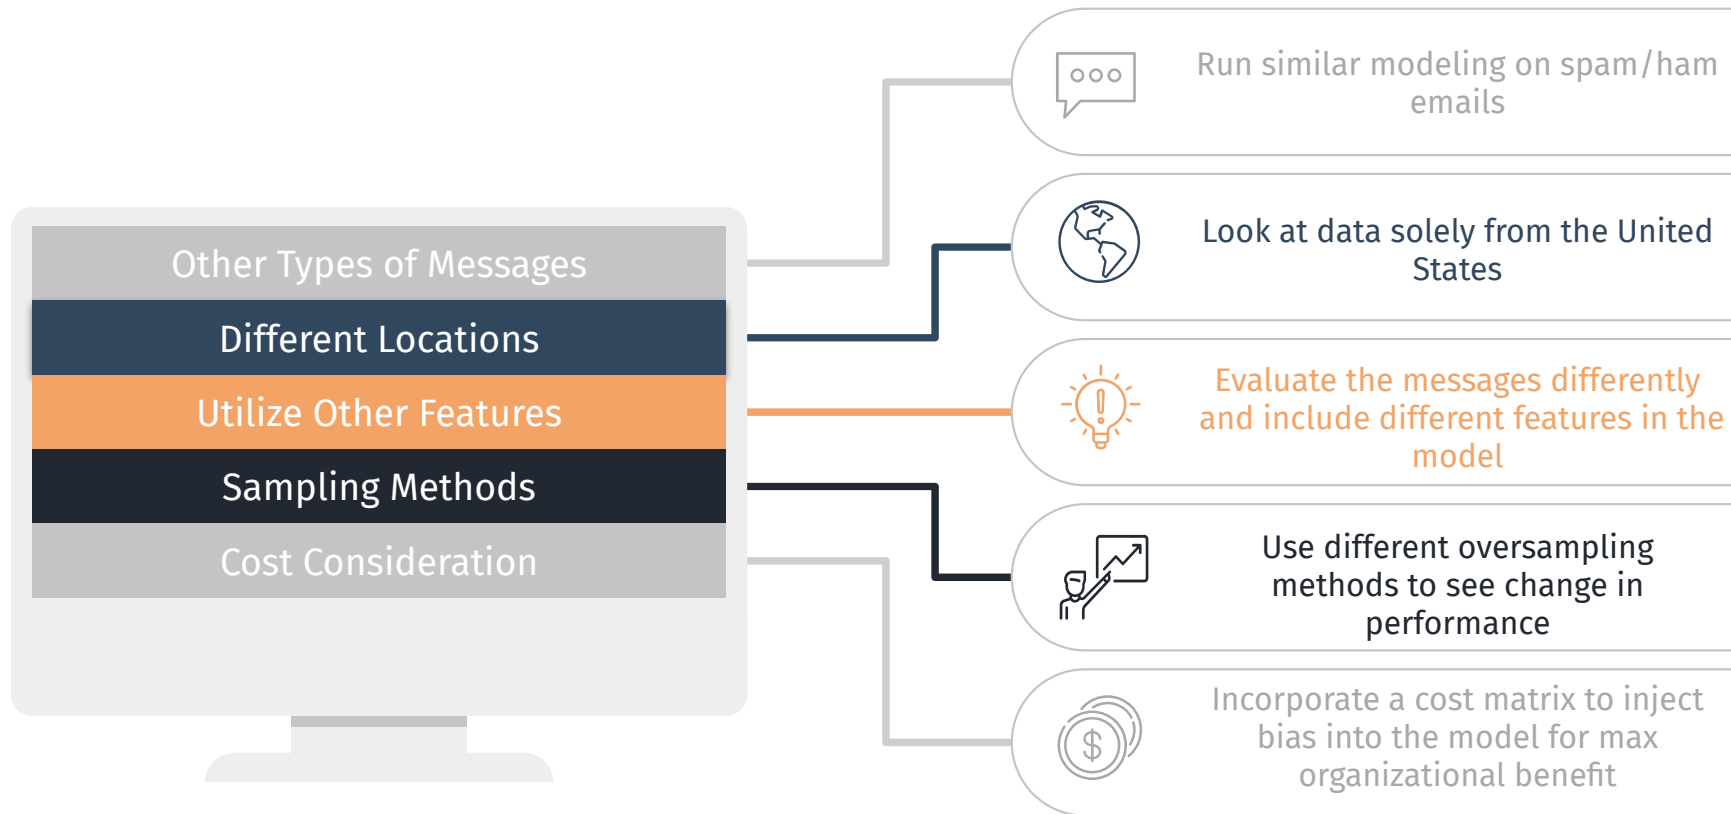 Other Types of Messages
Different Locations
Utilize Other Features
Sampling Methods
Cost Consideration
Run similar modeling on spam/ham
emails
Look at data solely from the United
States
Evaluate the messages differently
and include different features in the
model
Use different oversampling
methods to see change in
performance
Incorporate a cost matrix to inject
bias into the model for max
organizational benefit